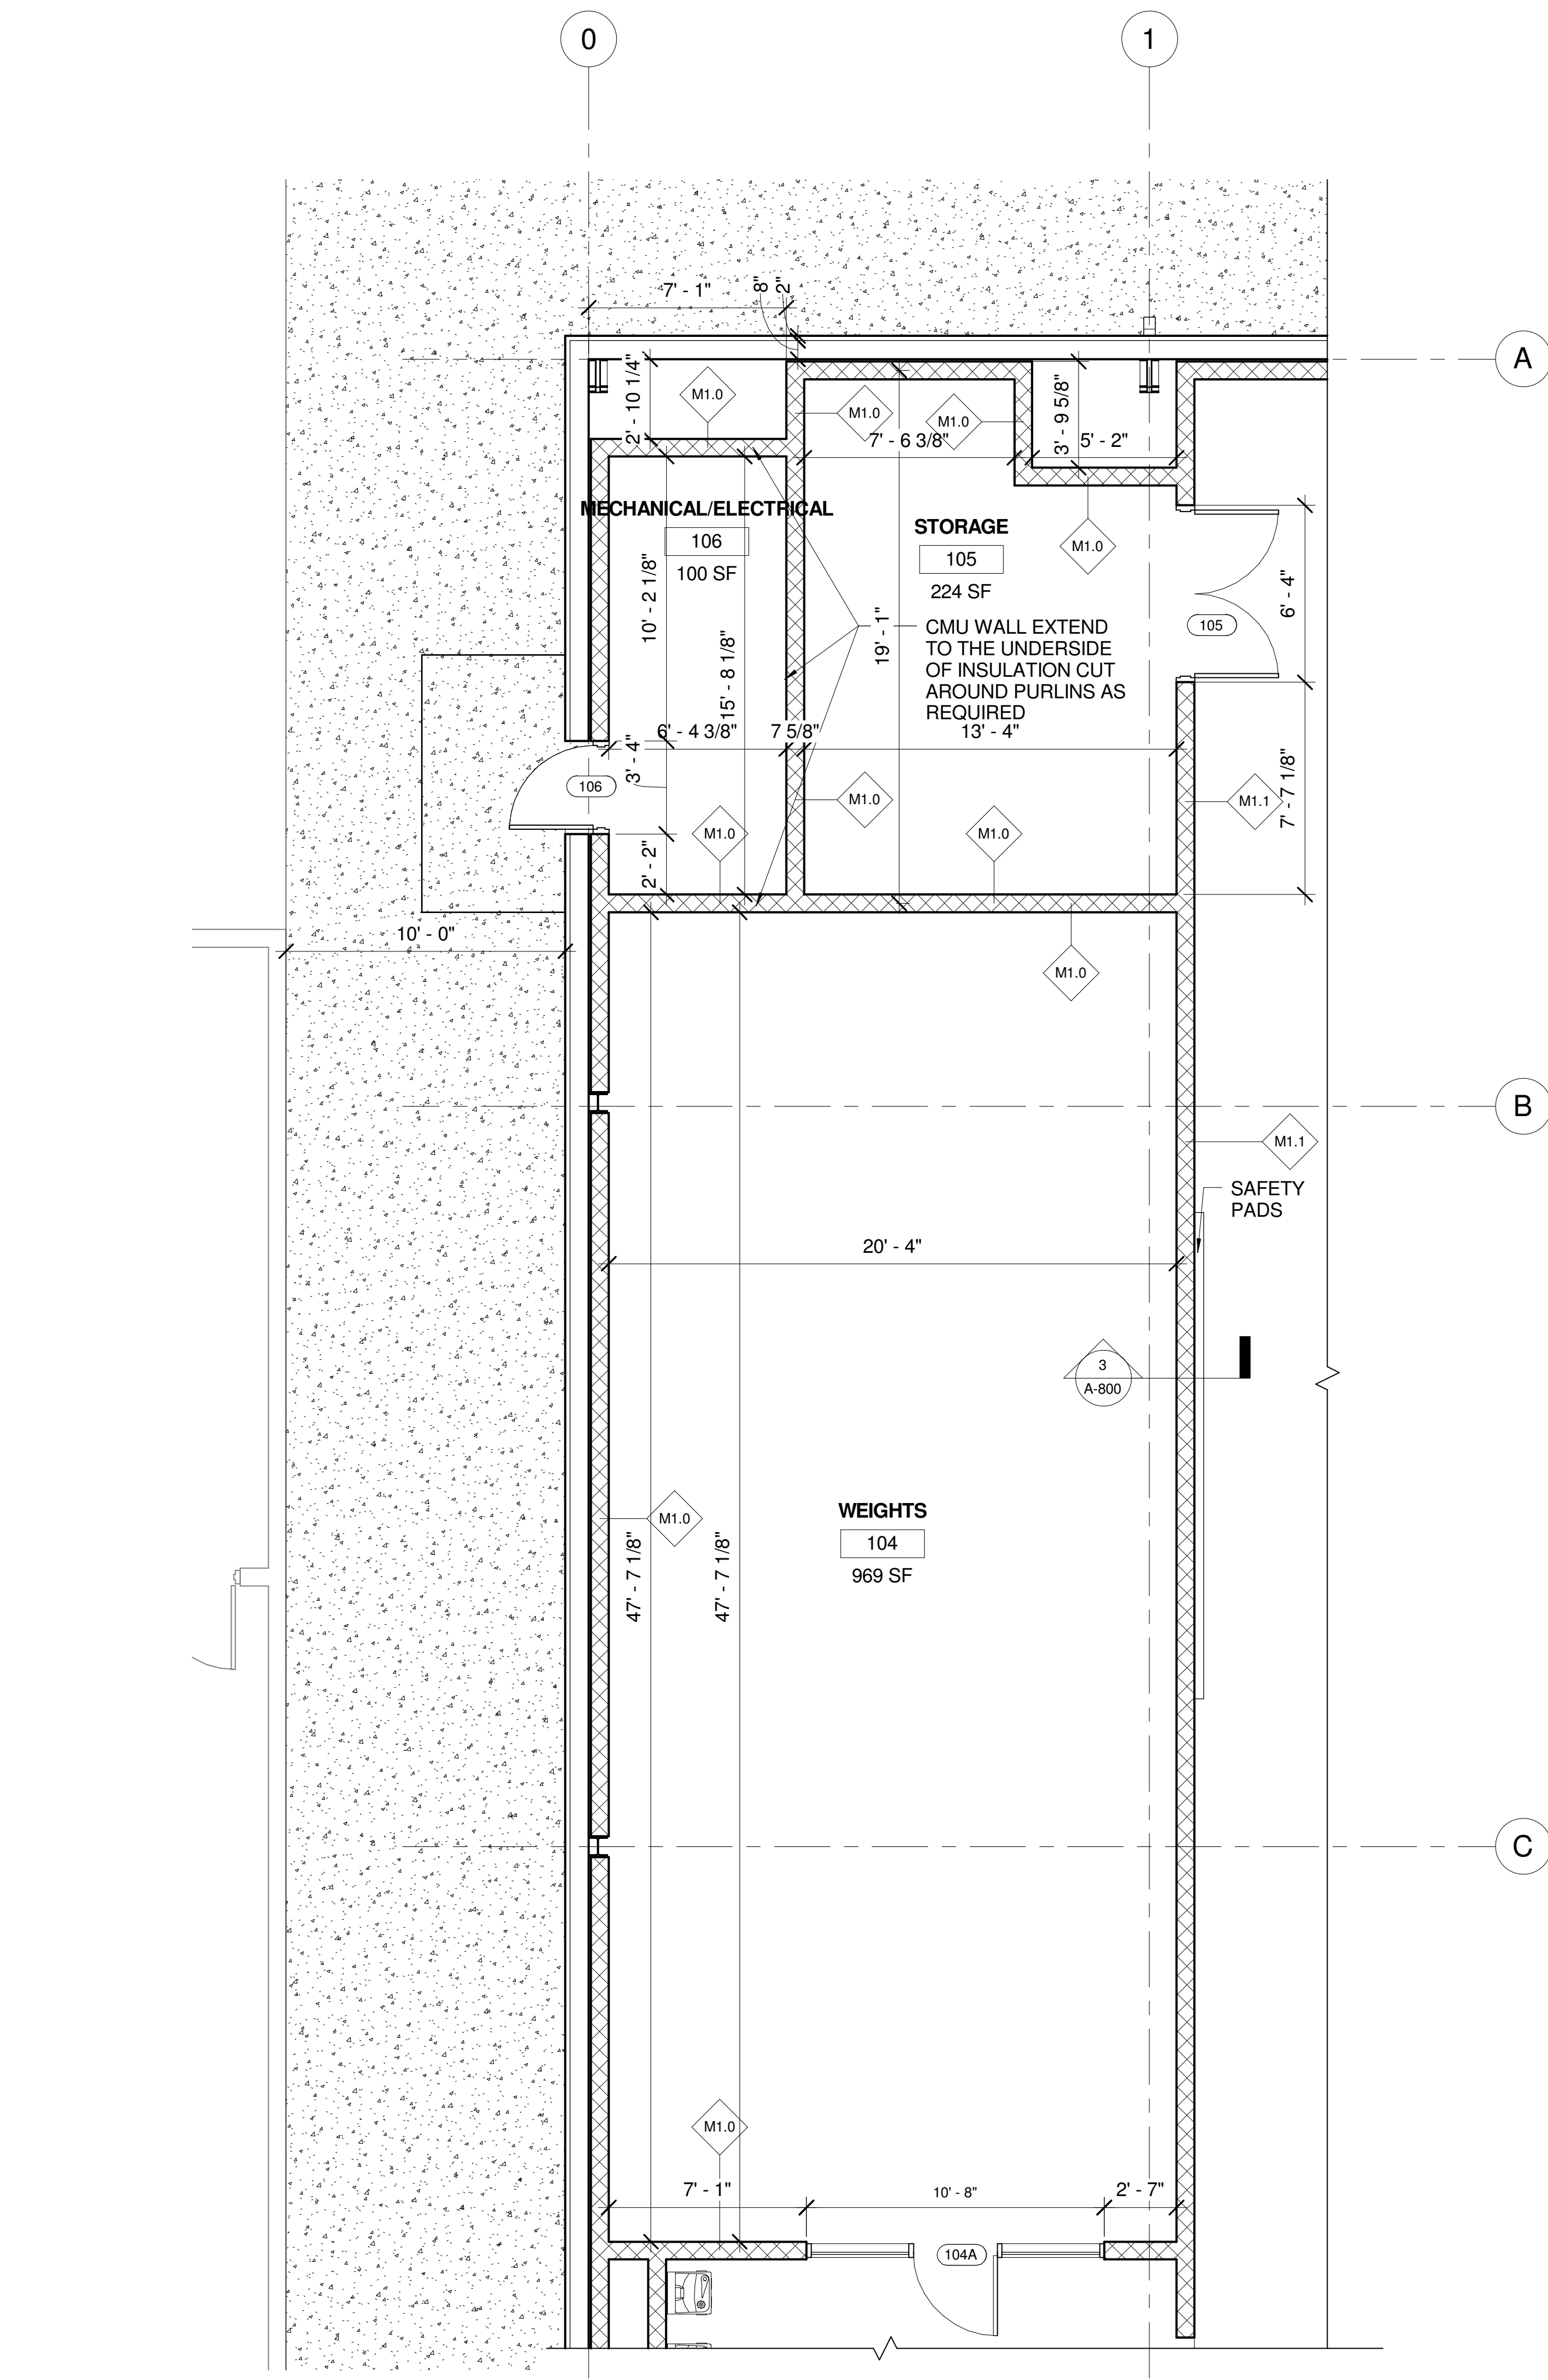 0
1
7' - 1"
8"
2"
A
2' - 10 1/4"
M1.0
M1.0
M1.0
7' - 6 3/8"
3' - 9 5/8"
5' - 2"
MECHANICAL/ELECTRICAL
106
100 SF
STORAGE
105
224 SF
M1.0
10' - 2 1/8"
15' - 8 1/8"
19' - 1"
CMU WALL EXTEND
TO THE UNDERSIDE
OF INSULATION CUT
AROUND PURLINS AS
REQUIRED
105
6' - 4"
6' - 4 3/8"
7 5/8"
13' - 4"
3' - 4"
106
M1.0
M1.1
7' - 7 1/8"
M1.0
M1.0
2' - 2"
10' - 0"
M1.0
B
M1.1
SAFETY
PADS
20' - 4"
3
A-800
WEIGHTS
104
969 SF
M1.0
47' - 7 1/8"
47' - 7 1/8"
C
M1.0
7' - 1"
10' - 8"
2' - 7"
104A